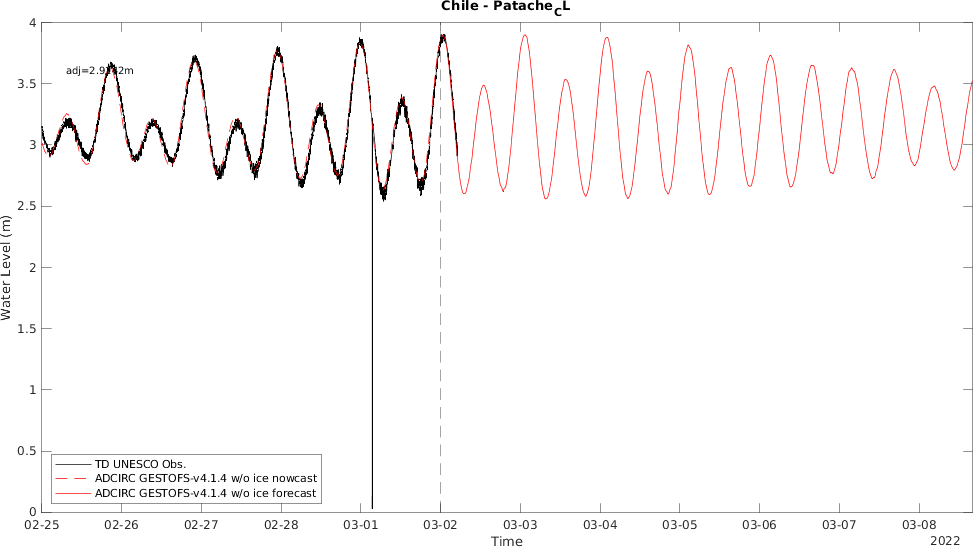 Chile - Patache_CL
4
3.5
3
2.5
2
1.5
1
0.5
0
Water Level (m)
TD UNESCO Obs.
ADCIRC GESTOFS-v4.1.4 w/o ice nowcast
ADCIRC GESTOFS-v4.1.4 w/o ice forecast
02-25 02-26 02-27 02-28 03-01 03-02 03-03 03-04 03-05 03-06 03-07 03-08
Time
2022